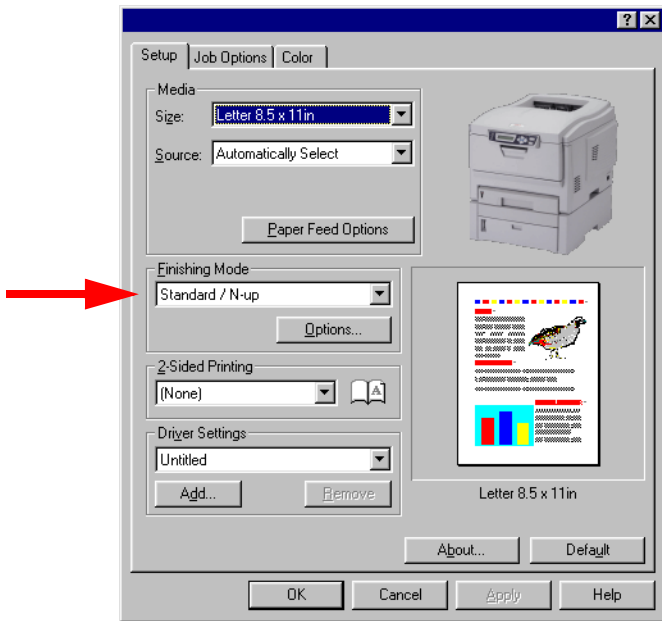 ? X
Setup Job Options Color
Media
Size: Letter 8.5 x 11in
Source: Automatically Select
Paper Feed Options
Finishing Mode
Standard / N-up
Options...
2-Sided Printing
(None) A
Driver Settings
Untitled
Add... Remove
Letter 8.5 x 11in
About... Default
OK Cancel Apply Help